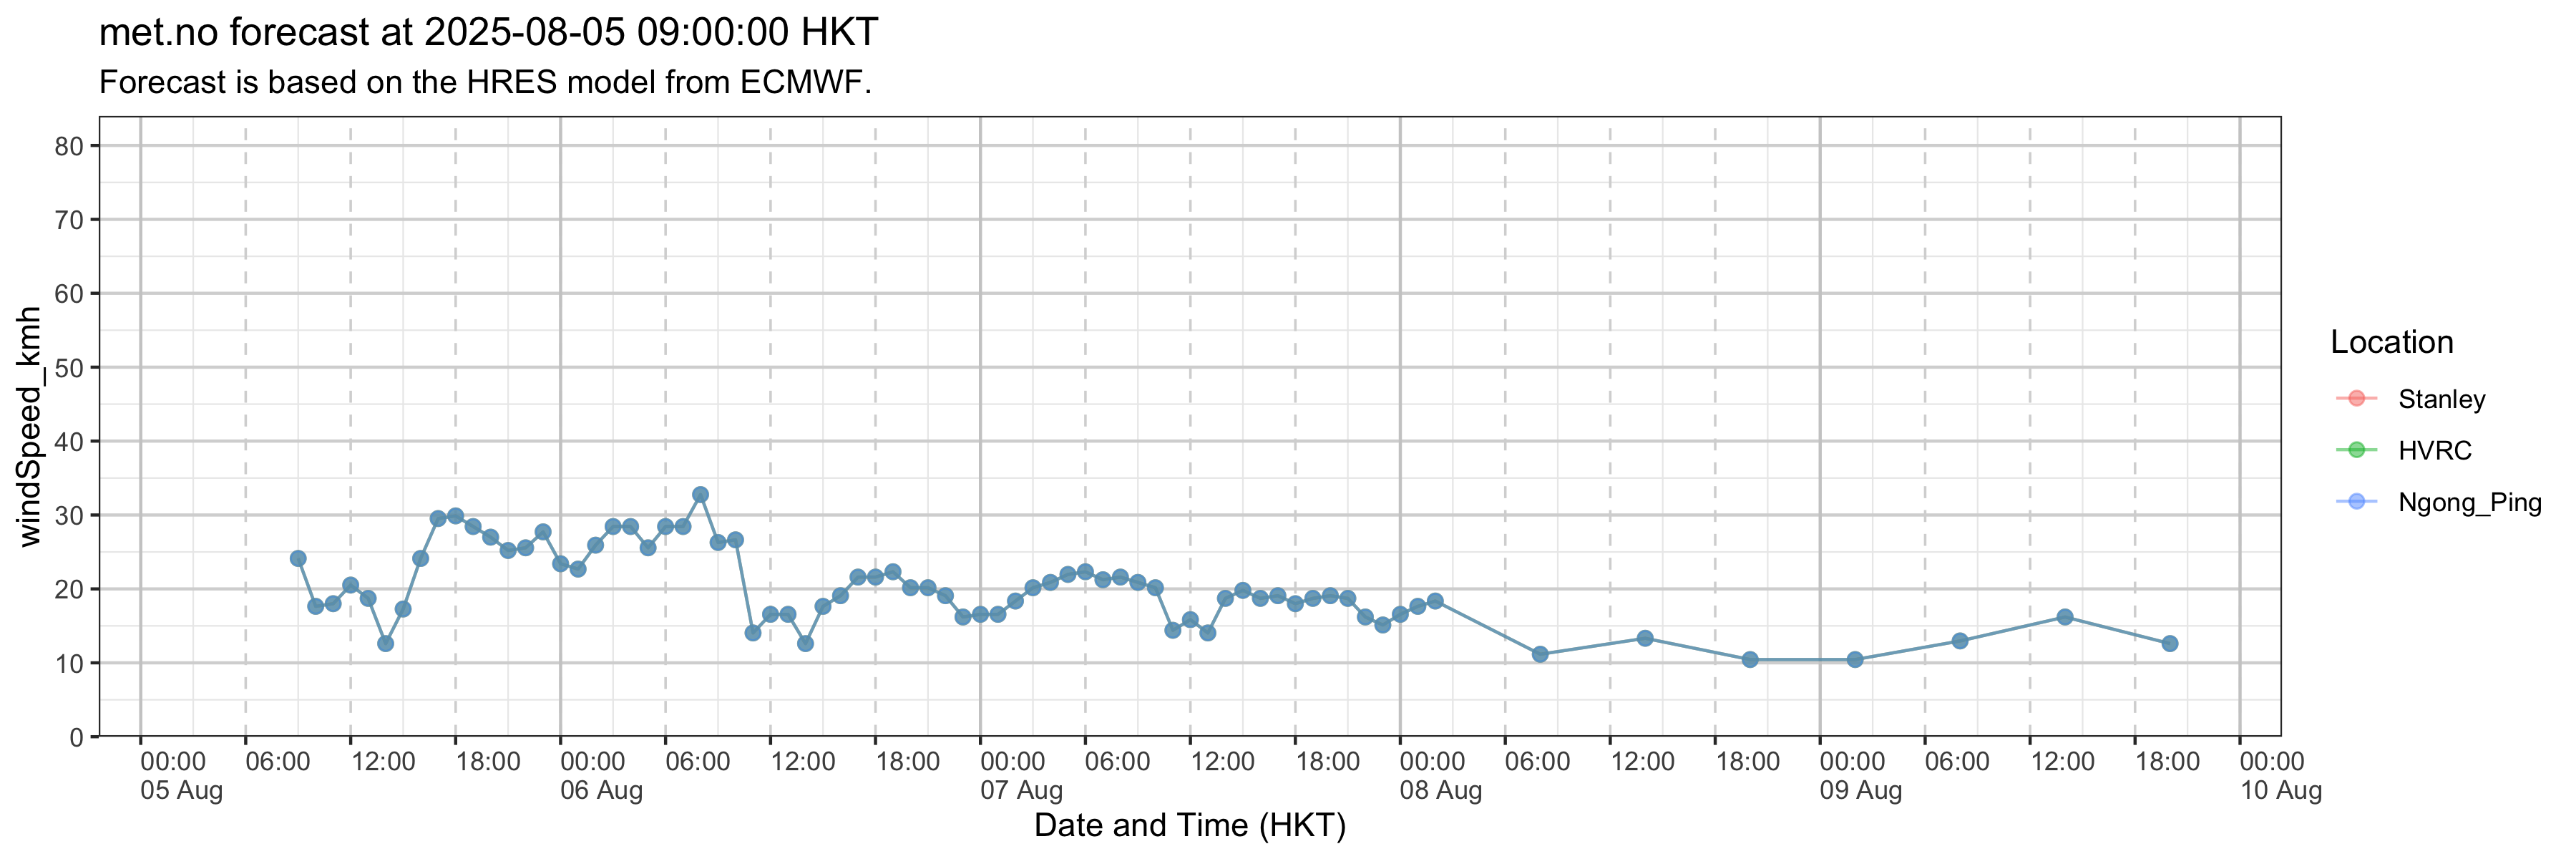 met.no forecast at 2025-08-05 09:00:00 HKT
Forecast is based on the HRES model from ECMWF.
windSpeed_kmh
80
70
60
50
40
30
20
10
0
00:00 06:00 12:00 18:00 00:00 06:00 12:00 18:00 00:00 06:00 12:00 18:00 00:00 06:00 12:00 18:00 00:00 06:00 12:00 18:00 00:00
05 Aug 06 Aug 07 Aug 08 Aug 09 Aug 10 Aug
Date and Time (HKT)
Location
Stanley
HVRC
Ngong_Ping